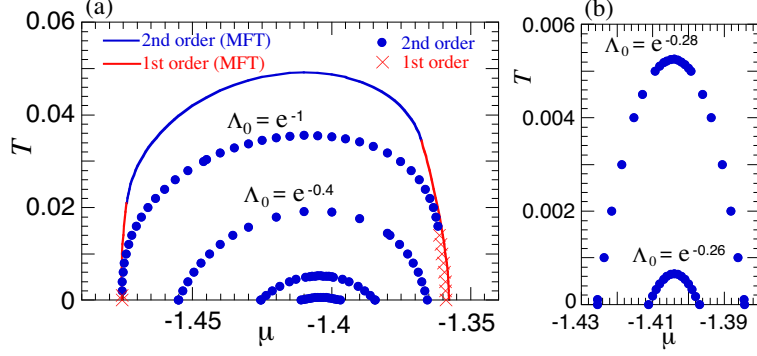 (a)
2nd order (MFT)
1st order (MFT)
2nd order
1st order
Λ₀ = e⁻¹
Λ₀ = e⁻⁰·⁴
T
0.06
0.04
0.02
0
-1.45
-1.4
-1.35
μ
(b)
Λ₀ = e⁻⁰·²⁸
Λ₀ = e⁻⁰·²⁶
T
0.006
0.004
0.002
0
-1.43
-1.41
-1.39
μ